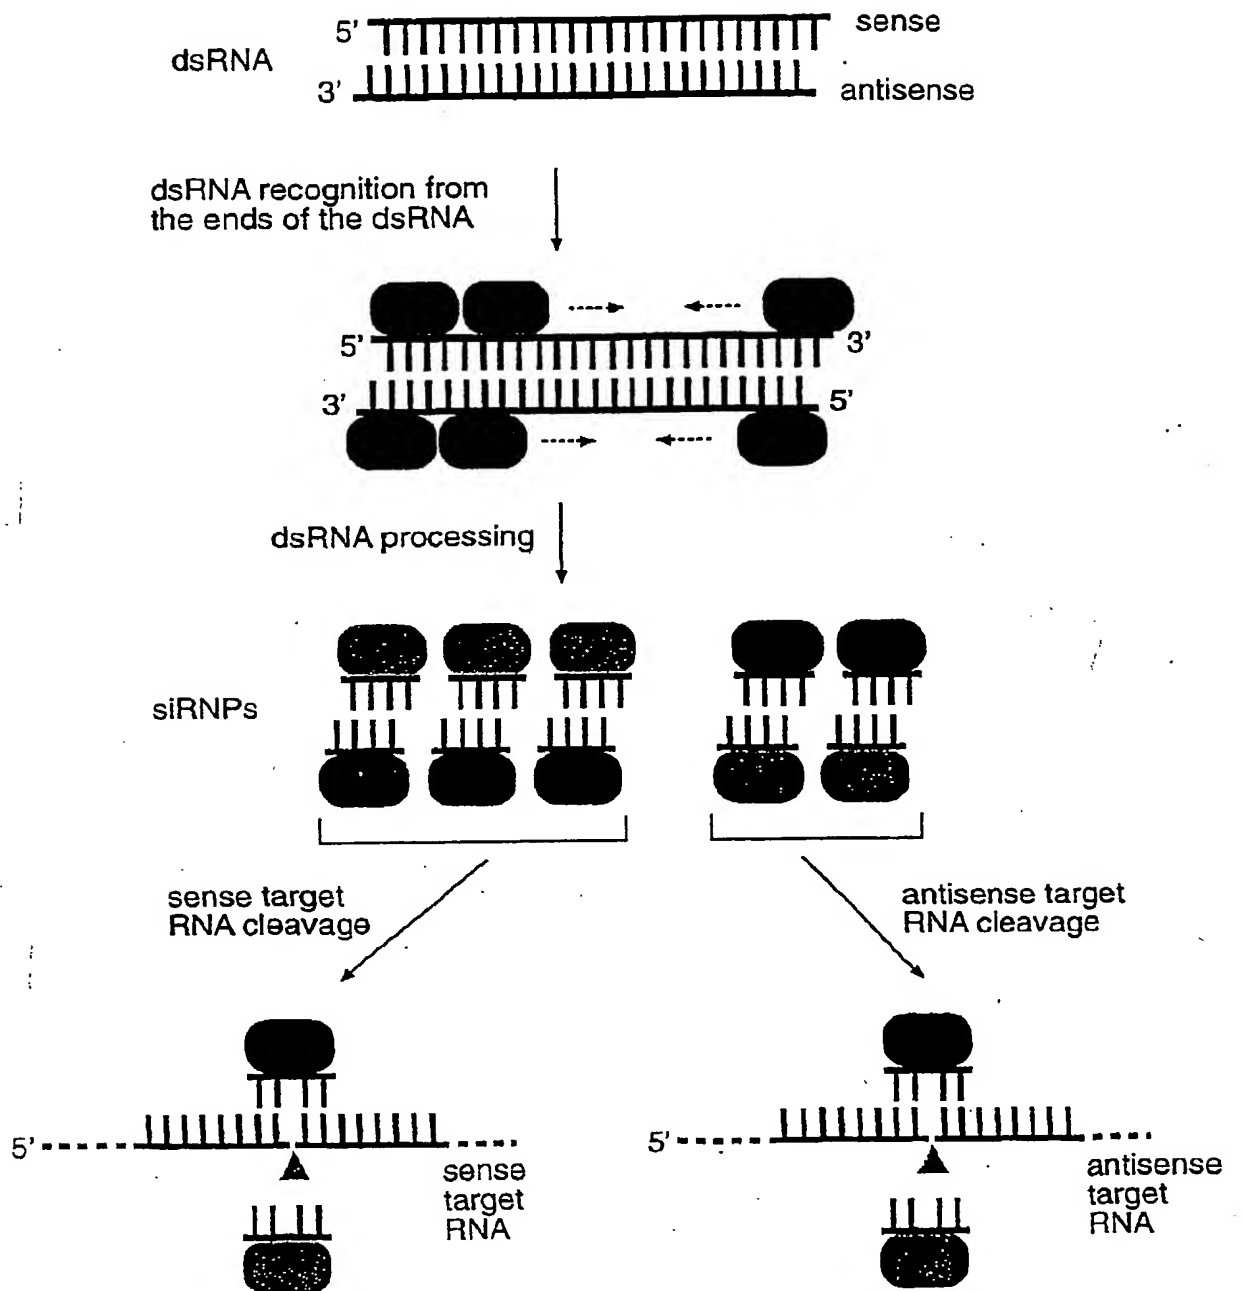 5' sense
dsRNA
3' antisense
dsRNA recognition from
the ends of the dsRNA
5' 3'
3' 5'
dsRNA processing
siRNPs
sense target
RNA cleavage
antisense target
RNA cleavage
5'
sense
target
RNA
5'
antisense
target
RNA